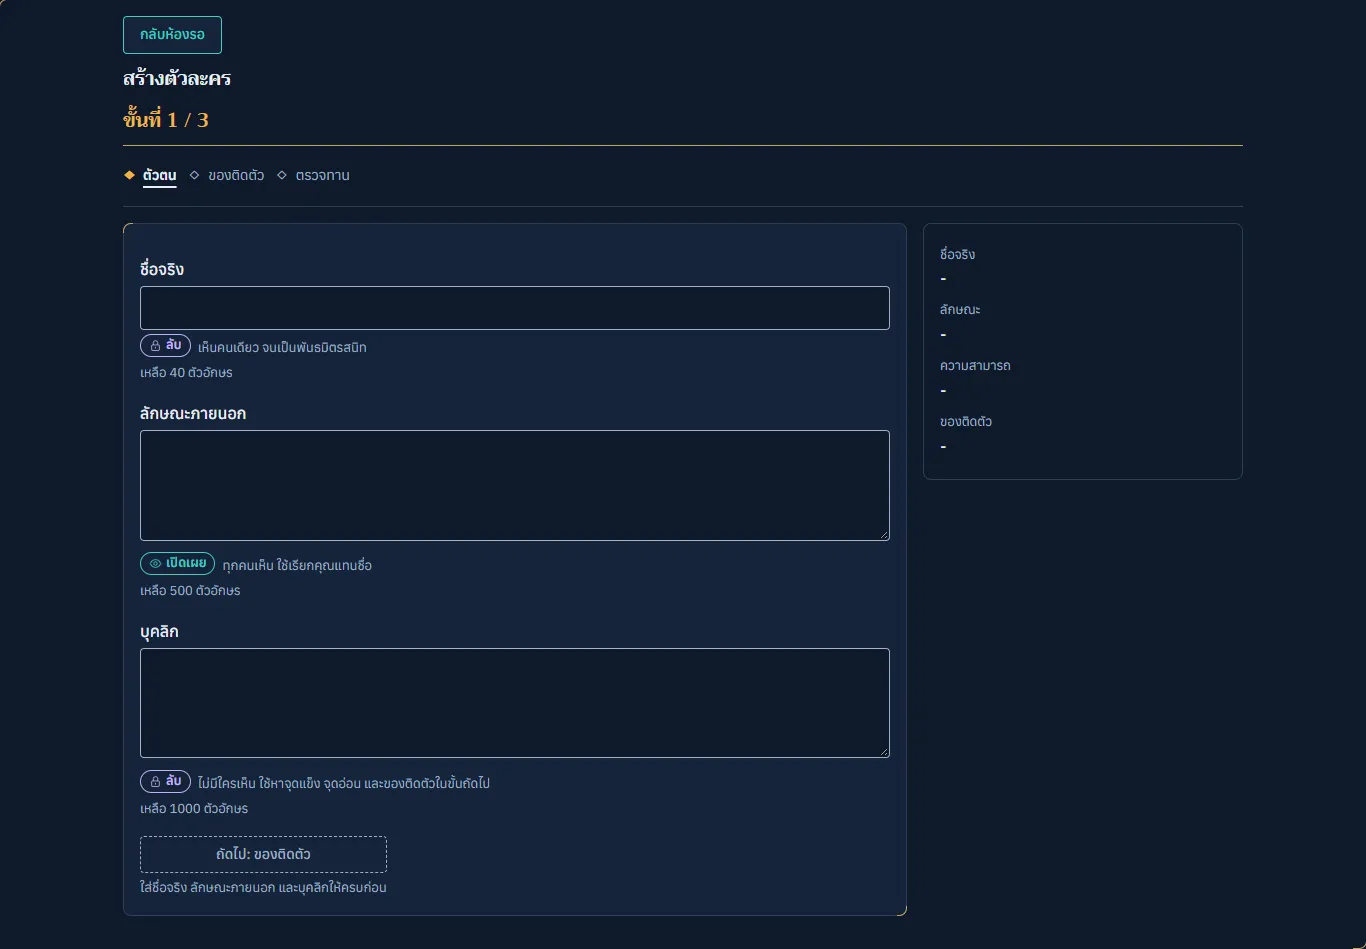 กลับห้องรอ
สร้างตัวละคร
ขั้นที่ 1 / 3
ตัวตน ของติดตัว ตรวจทาน
ชื่อจริง
ลับ เห็นคนเดียว จนเป็นพันธมิตรสนิท
เหลือ 40 ตัวอักษร
ลักษณะภายนอก
เปิดเผย ทุกคนเห็น ใช้เรียกคุณแทนชื่อ
เหลือ 500 ตัวอักษร
บุคลิก
ลับ ไม่มีใครเห็น ใช้หาจุดแข็ง จุดอ่อน และของติดตัวในขั้นถัดไป
เหลือ 1000 ตัวอักษร
ถัดไป: ของติดตัว
ใส่ชื่อจริง ลักษณะภายนอก และบุคลิกให้ครบก่อน
ชื่อจริง
-
ลักษณะ
-
ความสามารถ
-
ของติดตัว
-